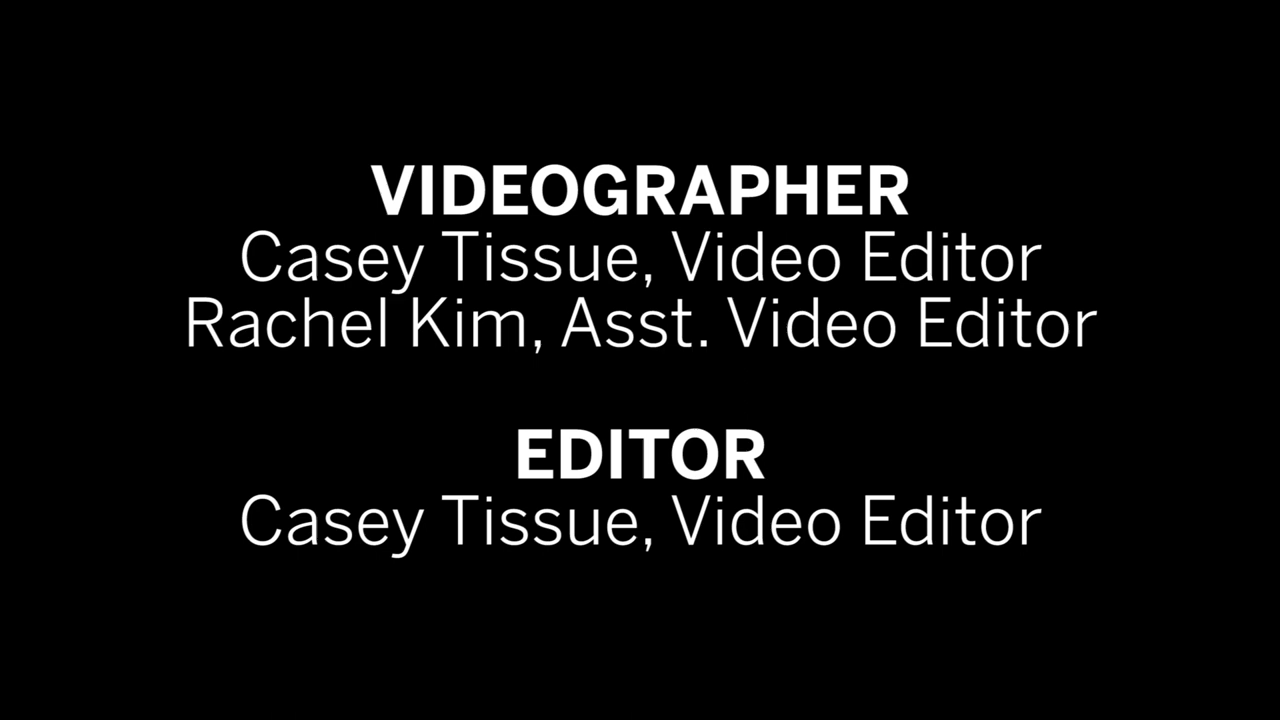 VIDEOGRAPHER
Casey Tissue, Video Editor
Rachel Kim, Asst. Video Editor
EDITOR
Casey Tissue, Video Editor